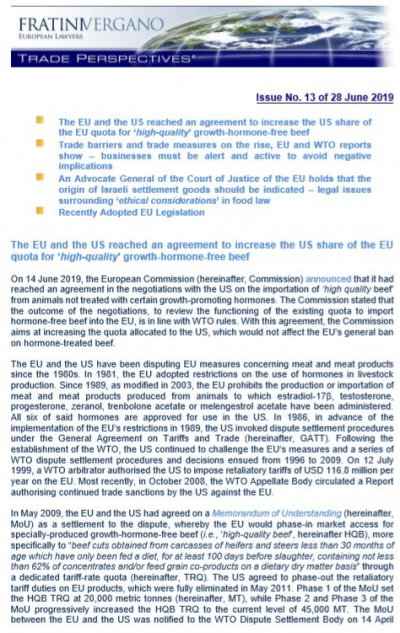 FRATINIVERGANO
EUROPEAN LAWYERS
TRADE PERSPECTIVES©
Issue No. 13 of 28 June 2019
The EU and the US reached an agreement to increase the US share of
the EU quota for ‘high-quality’ growth-hormone-free beef
Trade barriers and trade measures on the rise, EU and WTO reports
show – businesses must be alert and active to avoid negative
implications
An Advocate General of the Court of Justice of the EU holds that the
origin of Israeli settlement goods should be indicated – legal issues
surrounding ‘ethical considerations’ in food law
Recently Adopted EU Legislation
The EU and the US reached an agreement to increase the US share of the EU
quota for ‘high-quality’ growth-hormone-free beef
On 14 June 2019, the European Commission (hereinafter, Commission) announced that it had
reached an agreement in the negotiations with the US on the importation of ‘high quality beef’
from animals not treated with certain growth-promoting hormones. The Commission stated that
the outcome of the negotiations, to review the functioning of the existing quota to import
hormone-free beef into the EU, is in line with WTO rules. With this agreement, the Commission
aims at increasing the quota allocated to the US, which would not affect the EU’s general ban
on hormone-treated beef.
The EU and the US have been disputing EU measures concerning meat and meat products
since the 1980s. In 1981, the EU adopted restrictions on the use of hormones in livestock
production. Since 1989, as modified in 2003, the EU prohibits the production or importation of
meat and meat products produced from animals to which estradiol-17β, testosterone,
progesterone, zeranol, trenbolone acetate or melengestrol acetate have been administered.
All six of said hormones are approved for use in the US. In 1986, in advance of the
implementation of the EU’s restrictions in 1989, the US invoked dispute settlement procedures
under the General Agreement on Tariffs and Trade (hereinafter, GATT). Following the
establishment of the WTO, the US continued to challenge the EU’s measures and a series of
WTO dispute settlement procedures and decisions ensued from 1996 to 2009. On 12 July
1999, a WTO arbitrator authorised the US to impose retaliatory tariffs of USD 116.8 million per
year on the EU. Most recently, in October 2008, the WTO Appellate Body circulated a Report
authorising continued trade sanctions by the US against the EU.
In May 2009, the EU and the US had agreed on a Memorandum of Understanding (hereinafter,
MoU) as a settlement to the dispute, whereby the EU would phase-in market access for
specially-produced growth-hormone-free beef (i.e., ‘high-quality beef’, hereinafter HQB), more
specifically to “beef cuts obtained from carcasses of heifers and steers less than 30 months of
age which have only been fed a diet, for at least 100 days before slaughter, containing not less
than 62% of concentrates and/or feed grain co-products on a dietary dry matter basis” through
a dedicated tariff-rate quota (hereinafter, TRQ). The US agreed to phase-out the retaliatory
tariff duties on EU products, which were fully eliminated in May 2011. Phase 1 of the MoU set
the HQB TRQ at 20,000 metric tonnes (hereinafter, MT), while Phase 2 and Phase 3 of the
MoU progressively increased the HQB TRQ to the current level of 45,000 MT. The MoU
between the EU and the US was notified to the WTO Dispute Settlement Body on 14 April